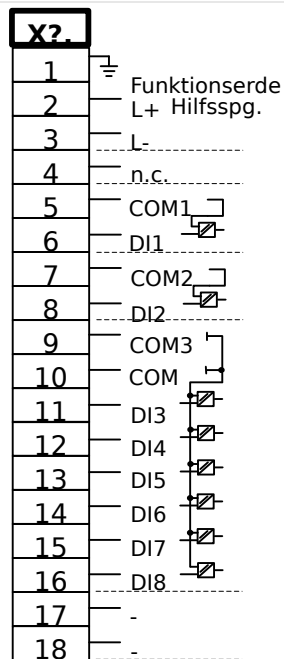 X?.
1
Funktionserde
2 L+ Hilfsspg.
3 L-
4 n.c.
5 COM1
6 DI1
7 COM2
8 DI2
9 COM3
10 COM
11 DI3
12 DI4
13 DI5
14 DI6
15 DI7
16 DI8
17 -
18 -